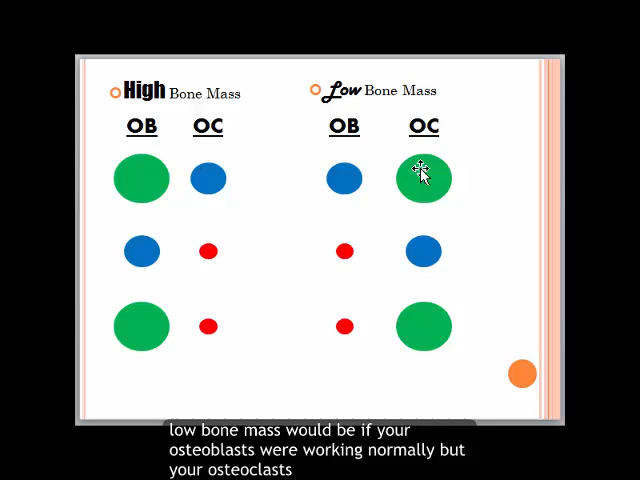 High Bone Mass
Low Bone Mass
OB OC
OB OC
low bone mass would be if your
osteoblasts were working normally but
your osteoclasts